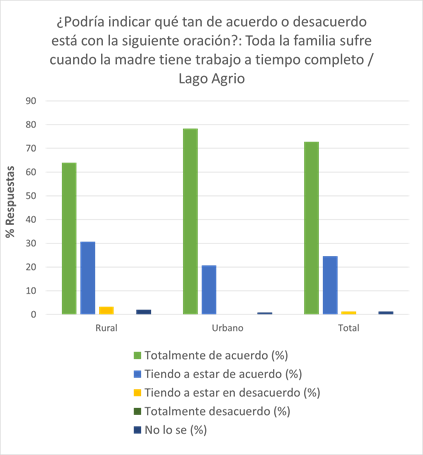 ¿Podría indicar qué tan de acuerdo o desacuerdo
está con la siguiente oración?: Toda la familia sufre
cuando la madre tiene trabajo a tiempo completo /
Lago Agrio
% Respuestas
90
80
70
60
50
40
30
20
10
0
Rural
Urbano
Total
Totalmente de acuerdo (%)
Tiendo a estar de acuerdo (%)
Tiendo a estar en desacuerdo (%)
Totalmente desacuerdo (%)
No lo se (%)